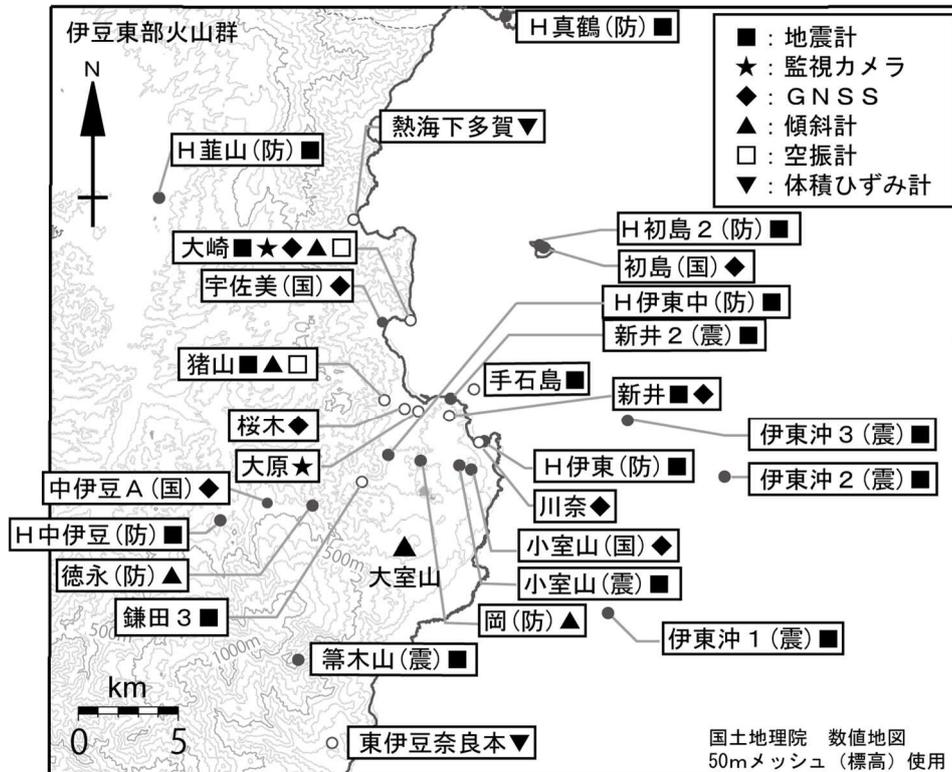 伊豆東部火山群
N
H真鶴(防)■
■:地震計
★:監視カメラ
◆:GNSS
▲:傾斜計
□:空振計
▼:体積ひずみ計
熱海下多賀▼
H韮山(防)■
H初島2(防)■
初島(国)◆
大崎■★◆▲□
宇佐美(国)◆
H伊東中(防)■
新井2(震)■
猪山■▲□
手石島■
新井■◆
桜木◆
大原★
伊東沖3(震)■
H伊東(防)■
伊東沖2(震)■
中伊豆A(国)◆
川奈◆
H中伊豆(防)■
小室山(国)◆
徳永(防)▲
500m
大室山
小室山(震)■
鎌田3■
岡(防)▲
伊東沖1(震)■
500m
1000m
箒木山(震)■
km
0 5
東伊豆奈良本▼
国土地理院 数値地図
50mメッシュ(標高)使用